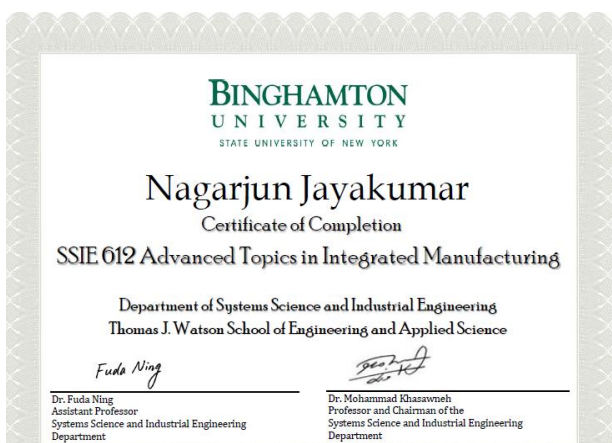 BINGHAMTON
UNIVERSITY
STATE UNIVERSITY OF NEW YORK
Nagarjun Jayakumar
Certificate of Completion
SSIE 612 Advanced Topics in Integrated Manufacturing
Department of Systems Science and Industrial Engineering
Thomas J. Watson School of Engineering and Applied Science
Fuda Ning
Dr. Fuda Ning
Assistant Professor
Systems Science and Industrial Engineering
Department
Dr. Mohammad Khasawneh
Professor and Chairman of the
Systems Science and Industrial Engineering
Department